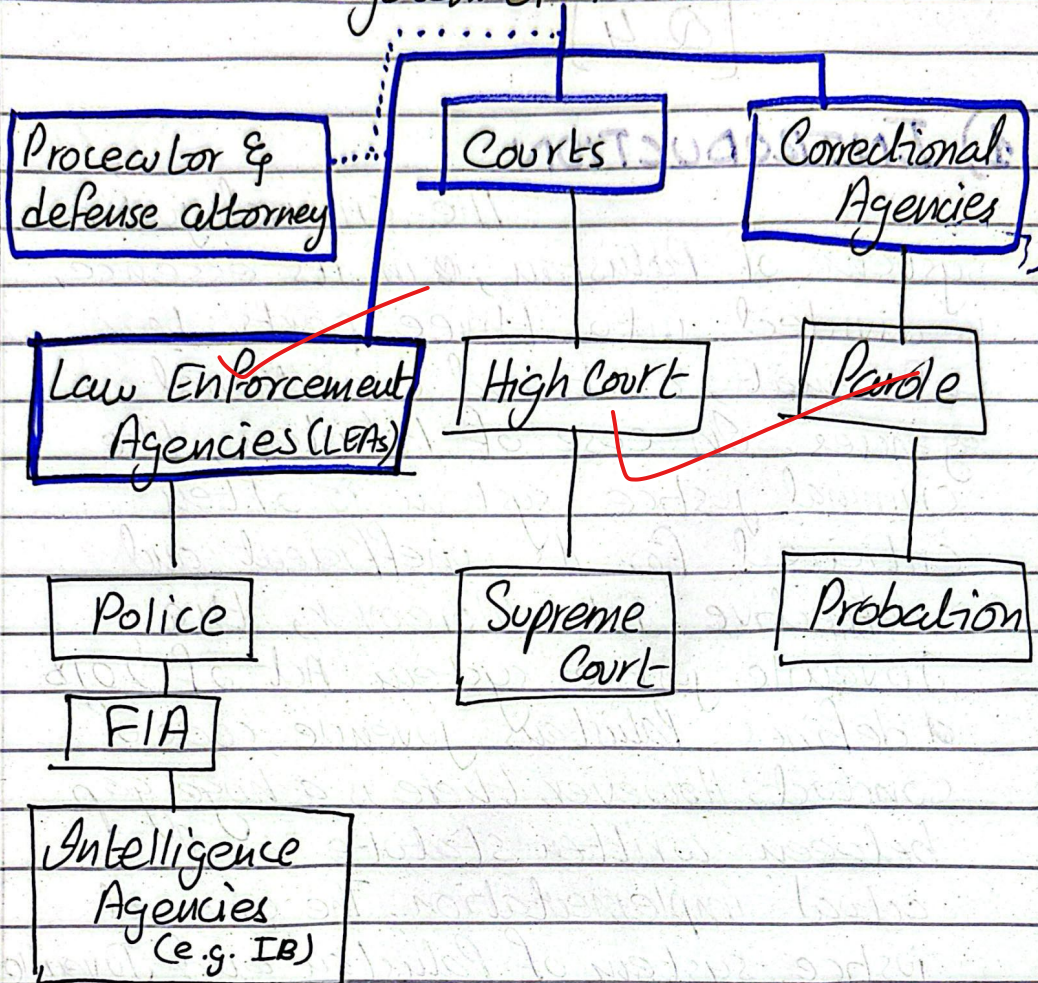 Procecutor &
defense attorney
Courts
Correctional
Agencies
Law Enforcement
Agencies (LEAs)
High Court
Parole
Police
Supreme
Court
Probation
FIA
Intelligence
Agencies
(e.g. IB)